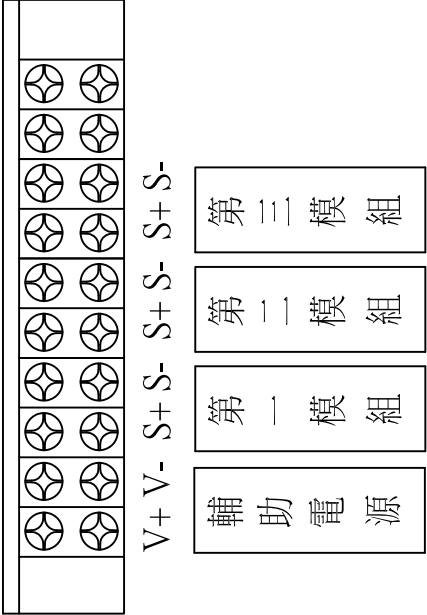 S+ S-
第三模組
S+ S-
第二模組
S+ S-
第一模組
V+ V-
輔助電源